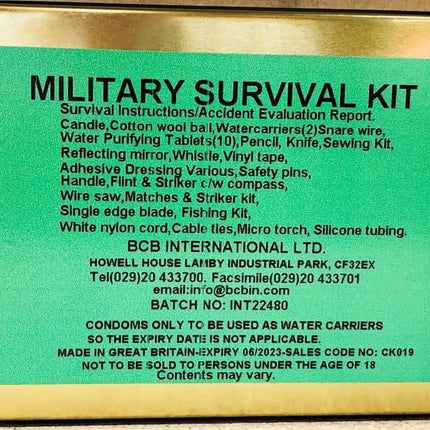 MILITARY SURVIVAL KIT
Survival Instructions/Accident Evaluation Report.
Candle,Cotton wool ball,Watercarriers(2)Snare wire,
Water Purifying Tablets(10),Pencil, Knife,Sewing Kit,
Reflecting mirror,Whistle,Vinyl tape,
Adhesive Dressing Various,Safety pins,
Handle,Flint & Striker c/w compass,
Wire saw,Matches & Striker kit,
Single edge blade, Fishing Kit,
White nylon cord,Cable ties,Micro torch, Silicone tubing.
BCB INTERNATIONAL LTD.
HOWELL HOUSE LAMBY INDUSTRIAL PARK, CF32EX
Tel(029)20 433700. Facsimile(029)20 433701
email:info@bcbin.com
BATCH NO: INT22480
CONDOMS ONLY TO BE USED AS WATER CARRIERS
SO THE EXPIRY DATE IS NOT APPLICABLE.
MADE IN GREAT BRITAIN-EXPIRY 06/2023-SALES CODE NO: CK019
NOT TO BE SOLD TO PERSONS UNDER THE AGE OF 18
Contents may vary.